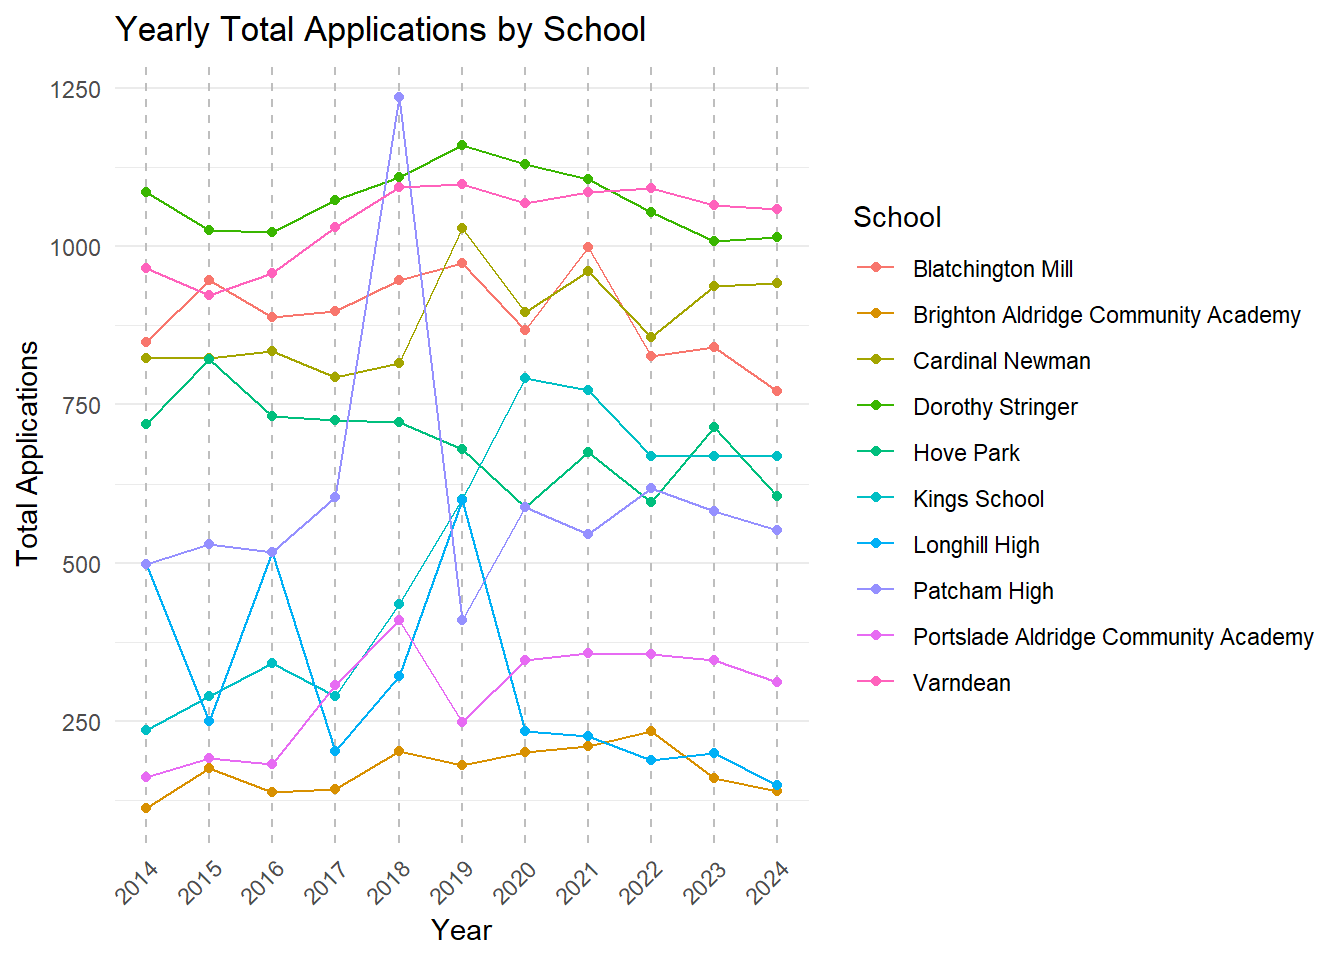 Yearly Total Applications by School
1250
1000
750
500
250
Total Applications
2014
2015
2016
2017
2018
2019
2020
2021
2022
2023
2024
Year
School
Blatchington Mill
Brighton Aldridge Community Academy
Cardinal Newman
Dorothy Stringer
Hove Park
Kings School
Longhill High
Patcham High
Portslade Aldridge Community Academy
Varndean